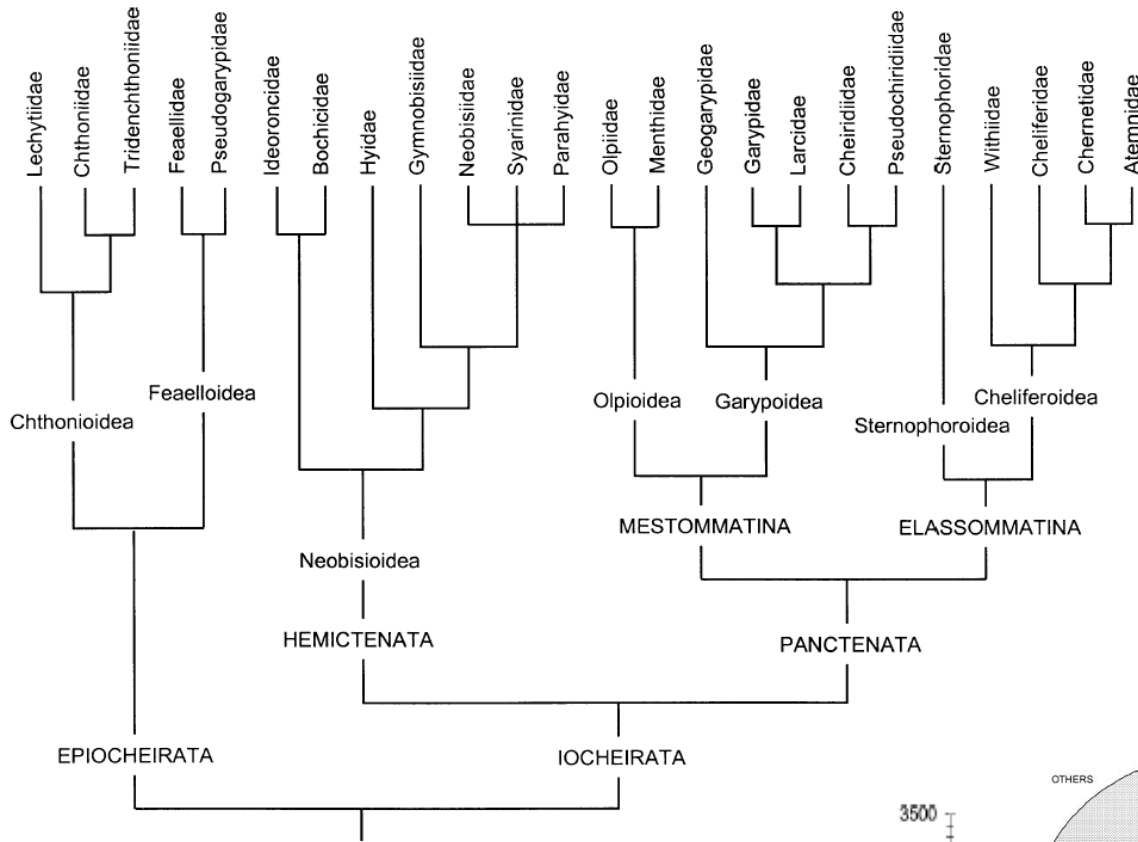 Lechytiidae
Chthoniidae
Tridenchthoniidae
Feaellidae
Pseudogarypidae
Ideoroncidae
Bochicidae
Hyidae
Gymnobisiidae
Neobisiidae
Syarinidae
Parahyidae
Olpiidae
Menthidae
Geogarypidae
Garypidae
Larcidae
Cheiridiidae
Pseudochiridiidae
Sternophoridae
Withiidae
Cheliferidae
Chernetidae
Atemnidae
Feaelloidea
Chthonioidea
Olpioidea
Garypoidea
Cheliferoidea
Sternophoroidea
MESTOMMATINA
ELASSOMMATINA
Neobisioidea
HEMICTENATA
PANCTENATA
EPIOCHEIRATA
IOCHEIRATA
OTHERS
3500